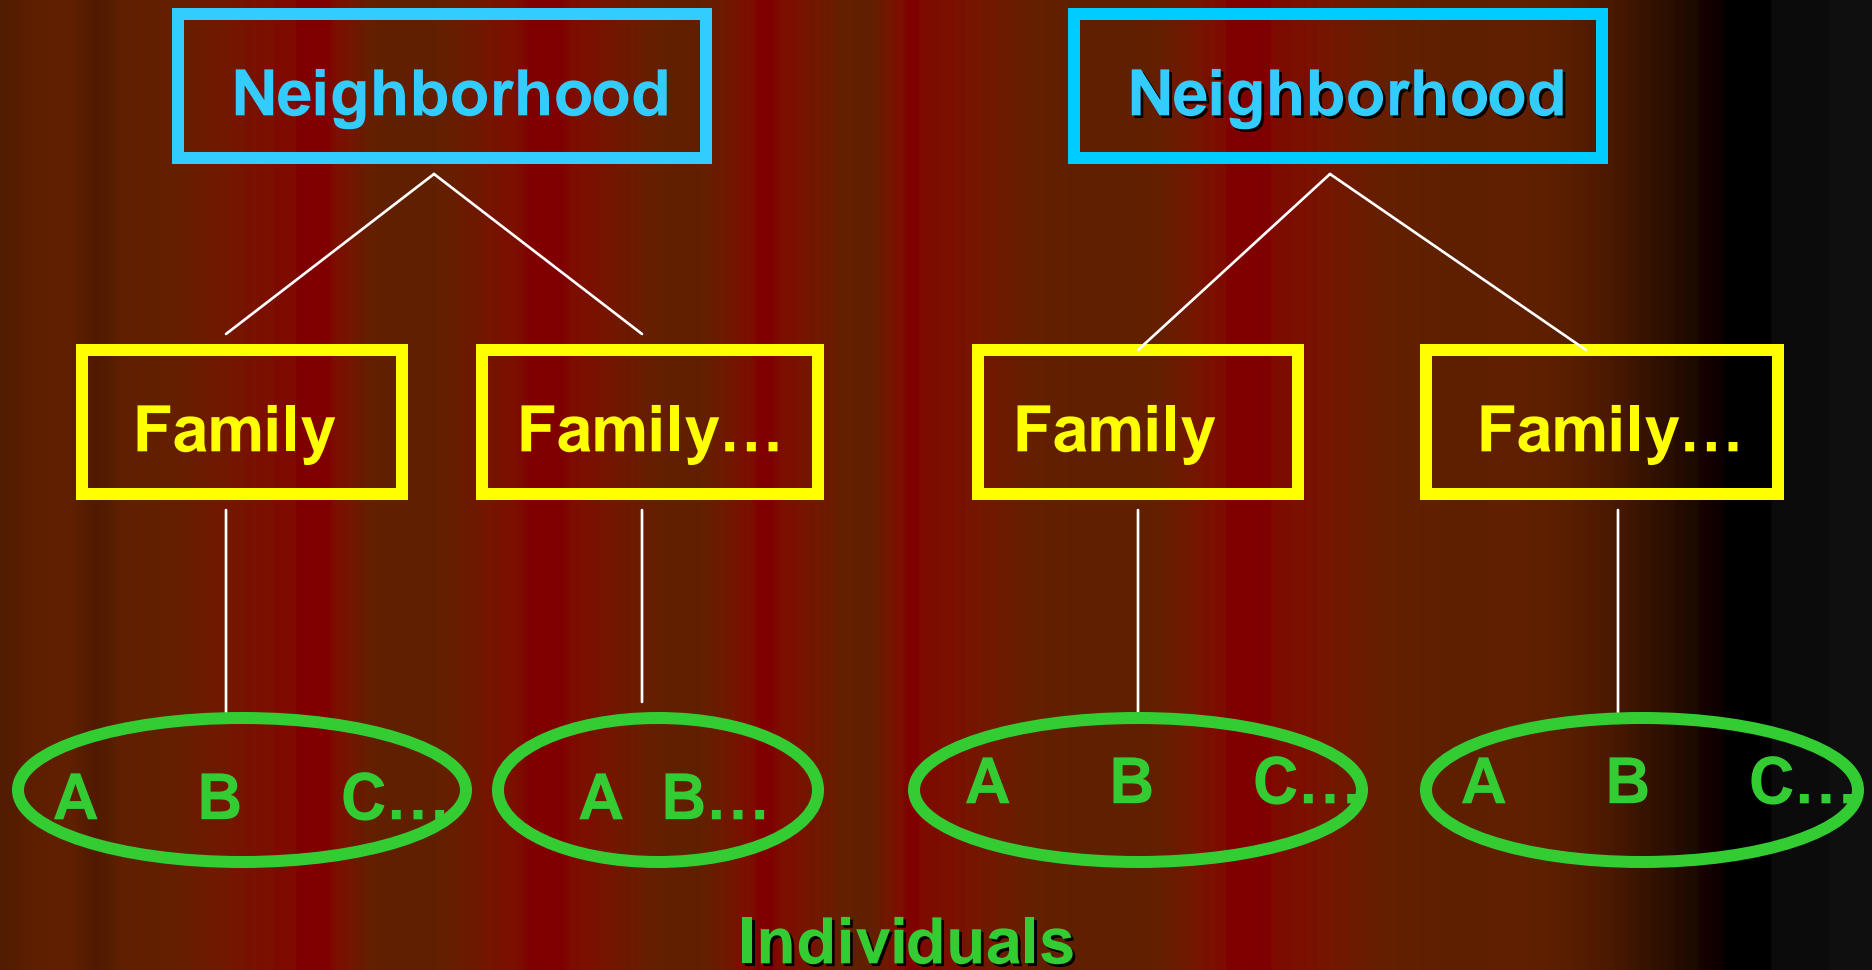 Neighborhood Neighborhood
Family Family… Family Family…
A B C… A B… A B C… A B C…
Individuals